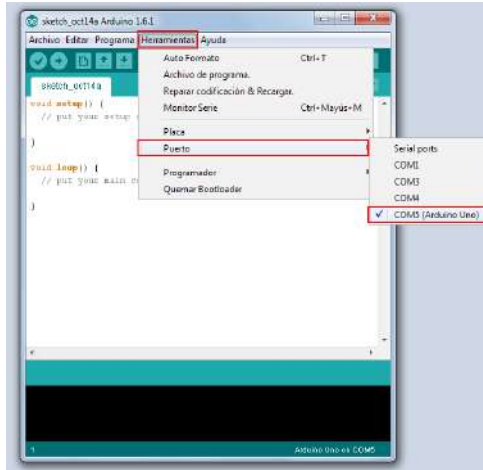 sketch_oct14a Arduino 1.6.1
Archivo Editar Programa Herramientas Ayuda
Auto Formato Ctrl+T
Archivo de programa.
Reparar codificación & Recargar.
Monitor Serie Ctrl+Mayús+M
Placa
Puerto
Programador
Quemar Bootloader
Serial ports
COM1
COM3
COM4
COM5 (Arduino Uno)
sketch_oct14a
void setup() {
// put your setup
}
void loop() {
// put your main
}
1
Arduino Uno en COM5